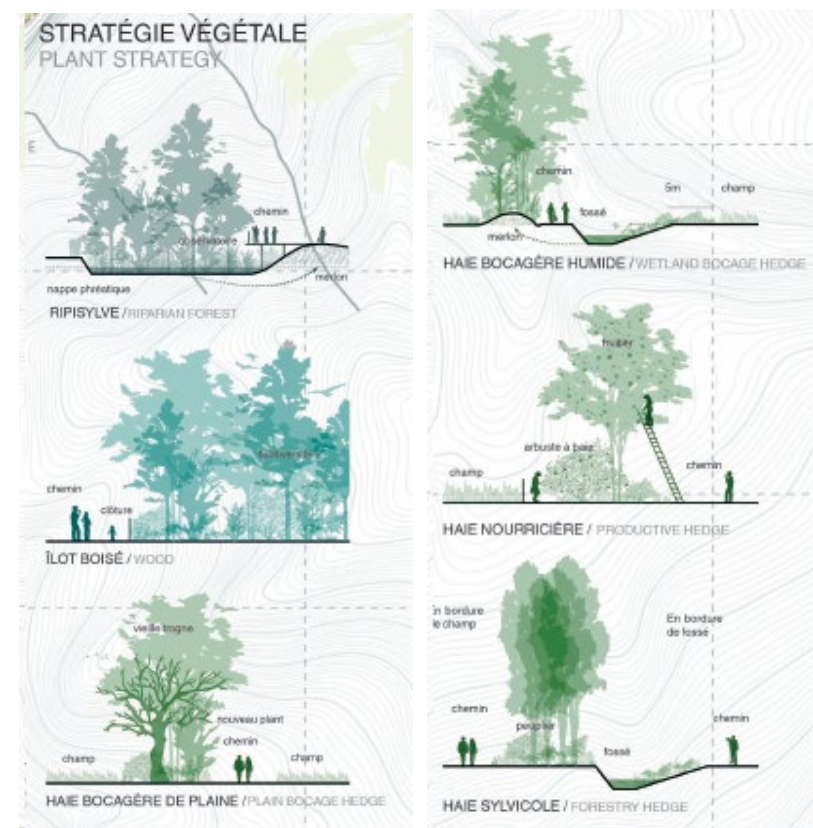 STRATÉGIE VÉGÉTALE
PLANT STRATEGY
E
chemin
observatoire
merlon
nappe phréatique
RIPISYLVE / RIPARIAN FOREST
biodiversité
chemin
clôture
ÎLOT BOISÉ / WOOD
vieille trogne
nouveau plant
chemin
champ
champ
HAIE BOCAGÈRE DE PLAINE / PLAIN BOCAGE HEDGE
chemin
fossé
5m
champ
merlon
HAIE BOCAGÈRE HUMIDE / WETLAND BOCAGE HEDGE
fruitier
arbuste à baie
champ
chemin
HAIE NOURRICIÈRE / PRODUCTIVE HEDGE
En bordure
de champ
En bordure
de fossé
chemin
chemin
peuplier
fossé
HAIE SYLVICOLE / FORESTRY HEDGE